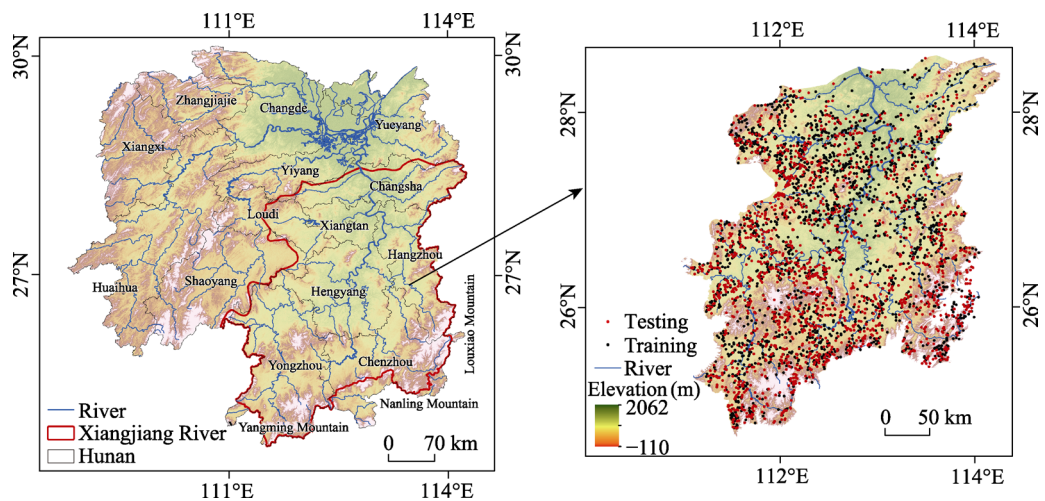 111°E
114°E
30°N
30°N
Zhangjiajie
Changde
Yueyang
Xiangxi
Yiyang
Changsha
Loudi
Xiangtan
Hangzhou
27°N
27°N
Huaihua
Shaoyang
Hengyang
Louxiao Mountain
Yongzhou
Chenzhou
Nanling Mountain
Yangming Mountain
River
Xiangjiang River
Hunan
0 70 km
111°E
114°E
112°E
114°E
28°N
28°N
26°N
26°N
Testing
Training
River
Elevation (m)
2062
−110
0 50 km
112°E
114°E